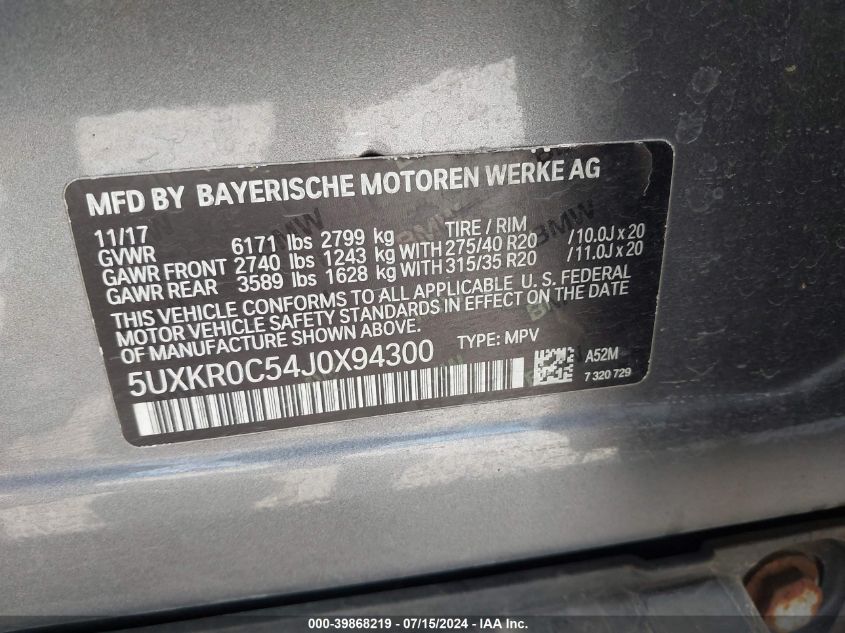 MFD BY BAYERISCHE MOTOREN WERKE AG
11/17 TIRE / RIM
GVWR 6171 lbs 2799 kg
GAWR FRONT 2740 lbs 1243 kg WITH 275/40 R20 /10.0J x 20
GAWR REAR 3589 lbs 1628 kg WITH 315/35 R20 /11.0J x 20
THIS VEHICLE CONFORMS TO ALL APPLICABLE U. S. FEDERAL
MOTOR VEHICLE SAFETY STANDARDS IN EFFECT ON THE DATE
OF MANUFACTURE SHOWN ABOVE.
5UXKR0C54J0X94300 TYPE: MPV
A52M
7 320 729
000-39868219 - 07/15/2024 - IAAI.COM